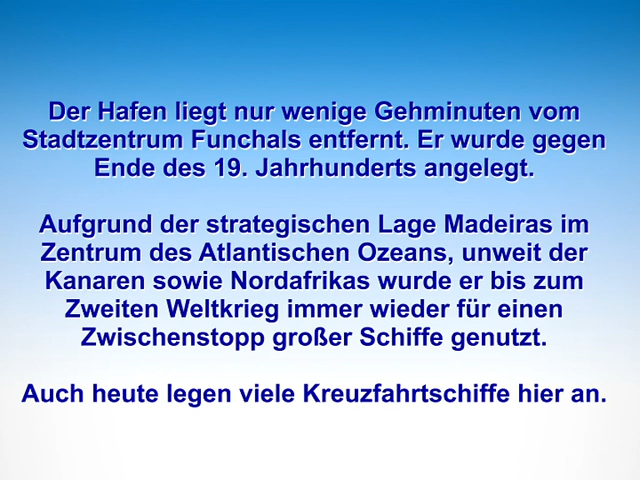 Der Hafen liegt nur wenige Gehminuten vom
Stadtzentrum Funchals entfernt. Er wurde gegen
Ende des 19. Jahrhunderts angelegt.
Aufgrund der strategischen Lage Madeiras im
Zentrum des Atlantischen Ozeans, unweit der
Kanaren sowie Nordafrikas wurde er bis zum
Zweiten Weltkrieg immer wieder für einen
Zwischenstopp großer Schiffe genutzt.
Auch heute legen viele Kreuzfahrtschiffe hier an.